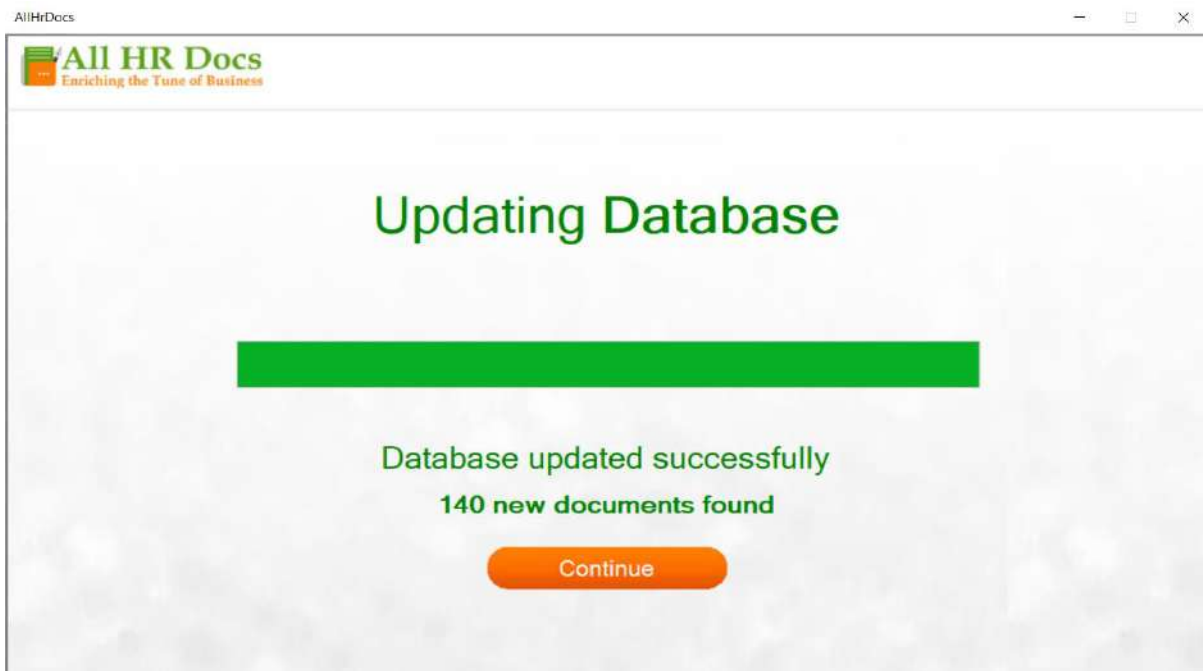 AllHrDocs
All HR Docs
Enriching the Tune of Business
Updating Database
Database updated successfully
140 new documents found
Continue